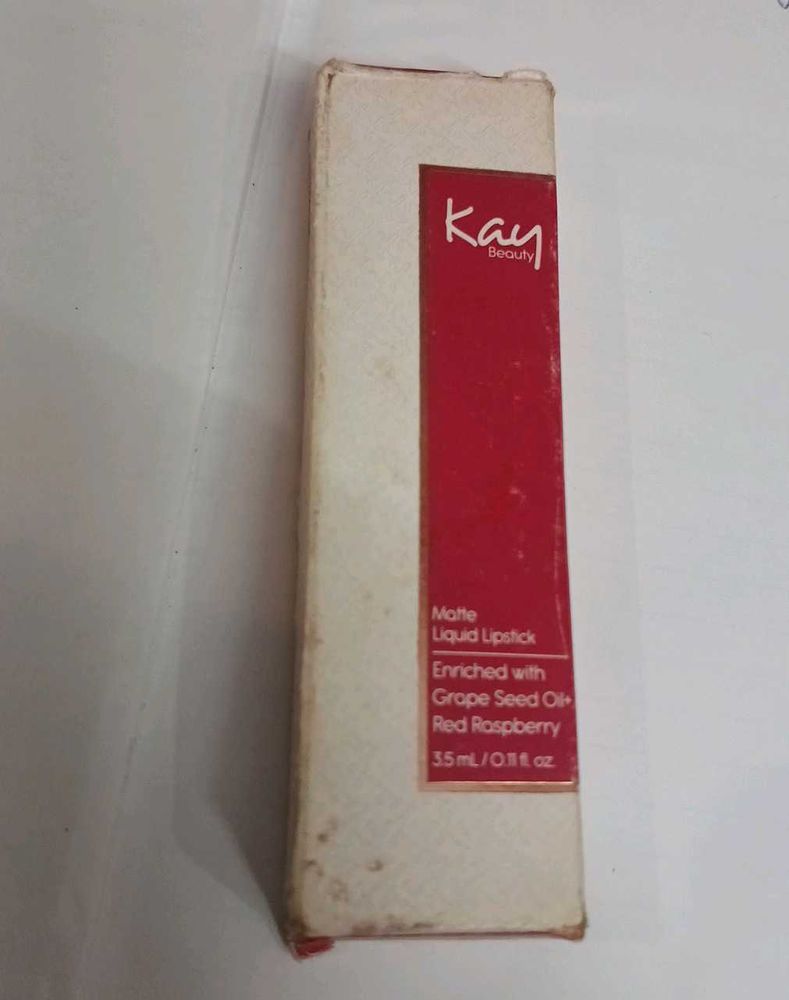 Kay
Beauty
Matte
Liquid Lipstick
Enriched with
Grape Seed Oil+
Red Raspberry
3.5 mL / 0.11 fl. oz.